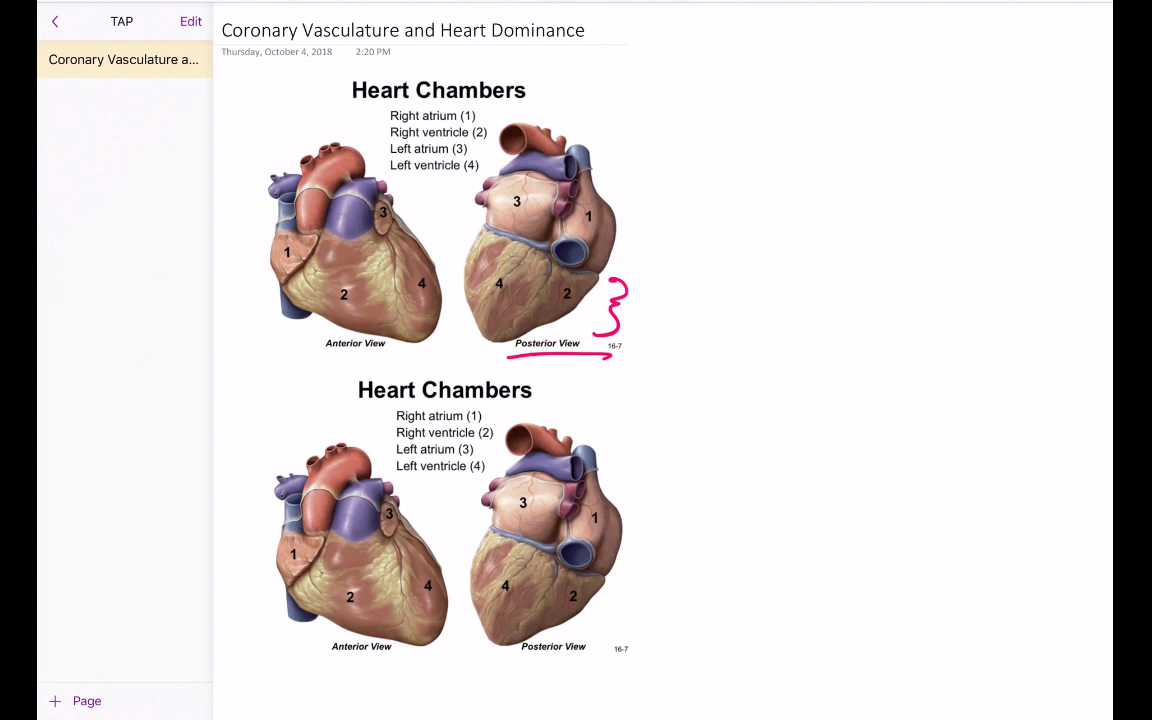 TAP
Edit
Coronary Vasculature a...
Coronary Vasculature and Heart Dominance
Thursday, October 4, 2018 2:20 PM
Heart Chambers
Right atrium (1)
Right ventricle (2)
Left atrium (3)
Left ventricle (4)
3
1
2
4
3
1
4
2
Anterior View
Posterior View
16-7
Heart Chambers
Right atrium (1)
Right ventricle (2)
Left atrium (3)
Left ventricle (4)
3
1
2
4
3
1
4
2
Anterior View
Posterior View
16-7
+ Page